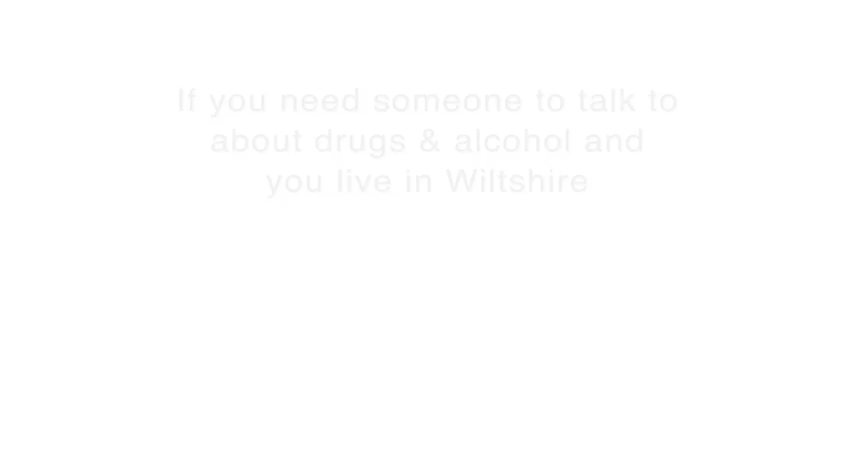 If you need someone to talk to
about drugs & alcohol and
you live in Wiltshire